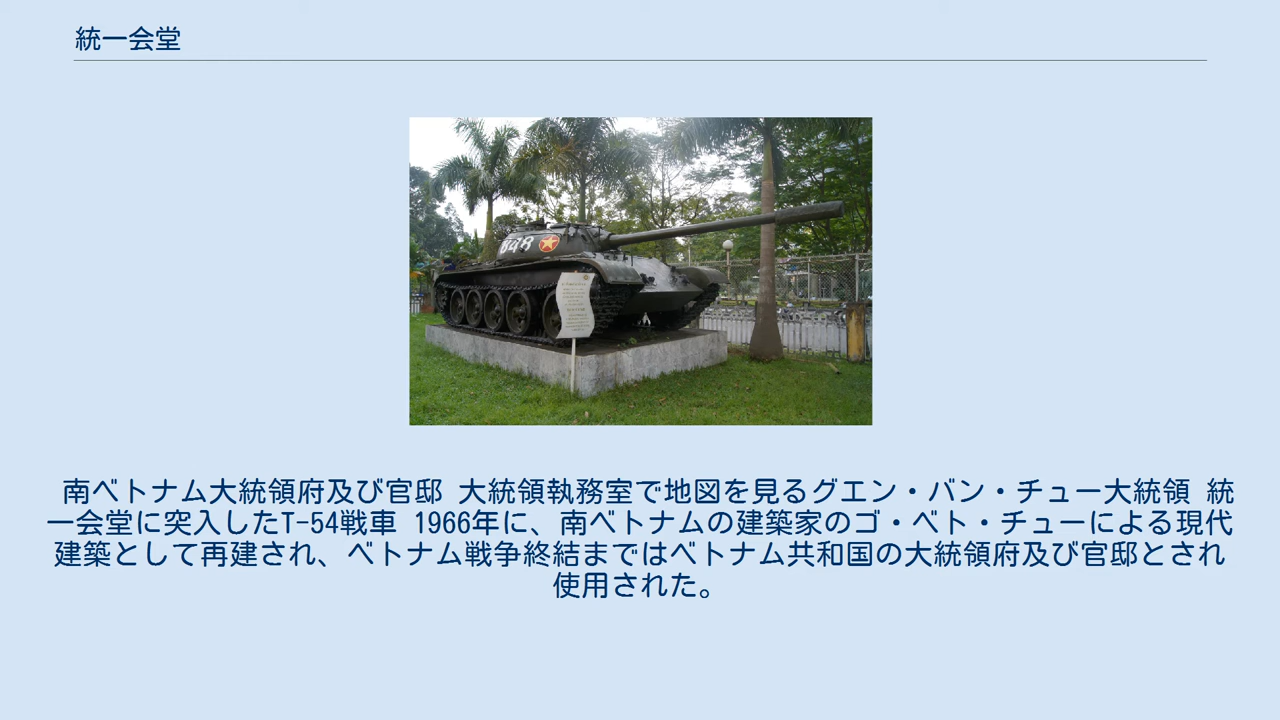 統一会堂
848
南ベトナム大統領府及び官邸 大統領執務室で地図を見るグエン・バン・チュー大統領 統
一会堂に突入したT-54戦車 1966年に、南ベトナムの建築家のゴ・ベト・チューによる現代
建築として再建され、ベトナム戦争終結まではベトナム共和国の大統領府及び官邸とされ
使用された。